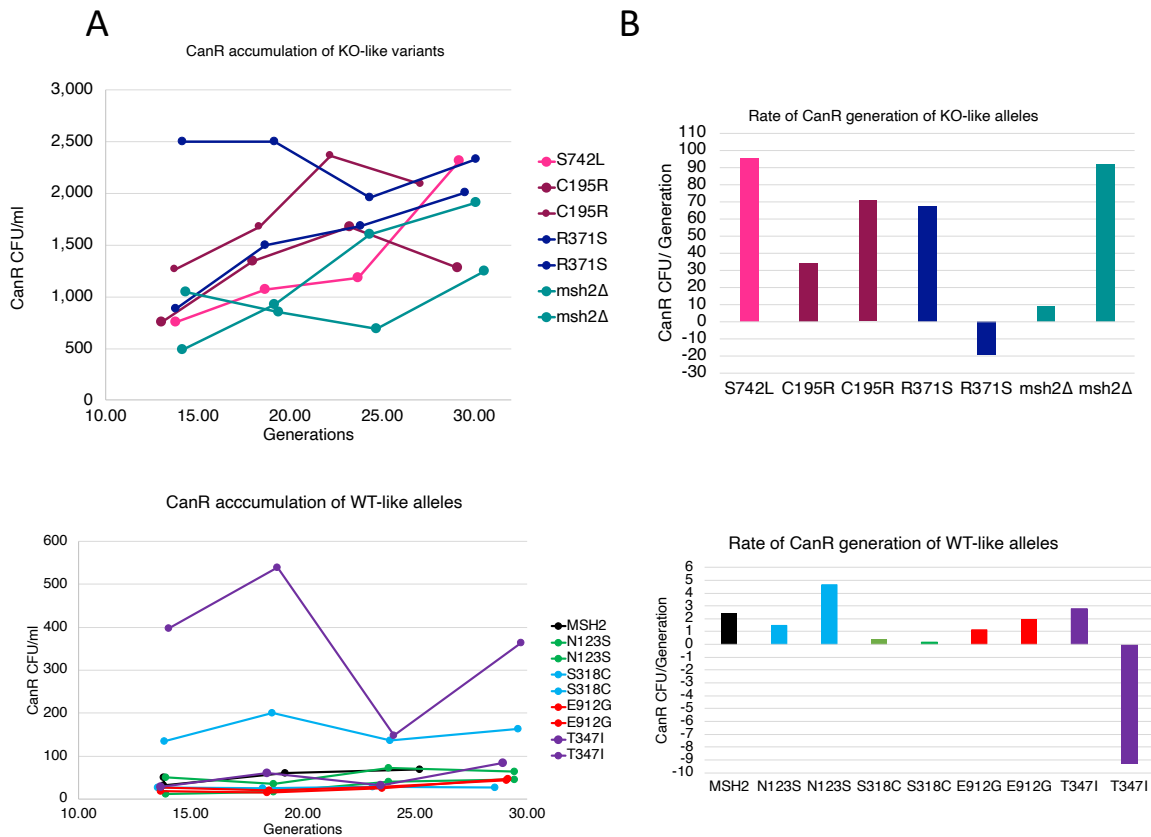 A
CanR accumulation of KO-like variants
3,000
2,500
2,000
1,500
1,000
500
0
CanR CFU/ml
10.00 15.00 20.00 25.00 30.00
Generations
S742L
C195R
C195R
R371S
R371S
msh2Δ
msh2Δ
B
Rate of CanR generation of KO-like alleles
110
100
90
80
70
60
50
40
30
20
10
0
-10
-20
-30
CanR CFU/ Generation
S742L C195R C195R R371S R371S msh2Δ msh2Δ
CanR acccumulation of WT-like alleles
600
500
400
300
200
100
0
CanR CFU/ml
10.00 15.00 20.00 25.00 30.00
Generations
MSH2
N123S
N123S
S318C
S318C
E912G
E912G
T347I
T347I
Rate of CanR generation of WT-like alleles
6
5
4
3
2
1
0
-1
-2
-3
-4
-5
-6
-7
-8
-9
-10
CanR CFU/Generation
MSH2 N123S N123S S318C S318C E912G E912G T347I T347I